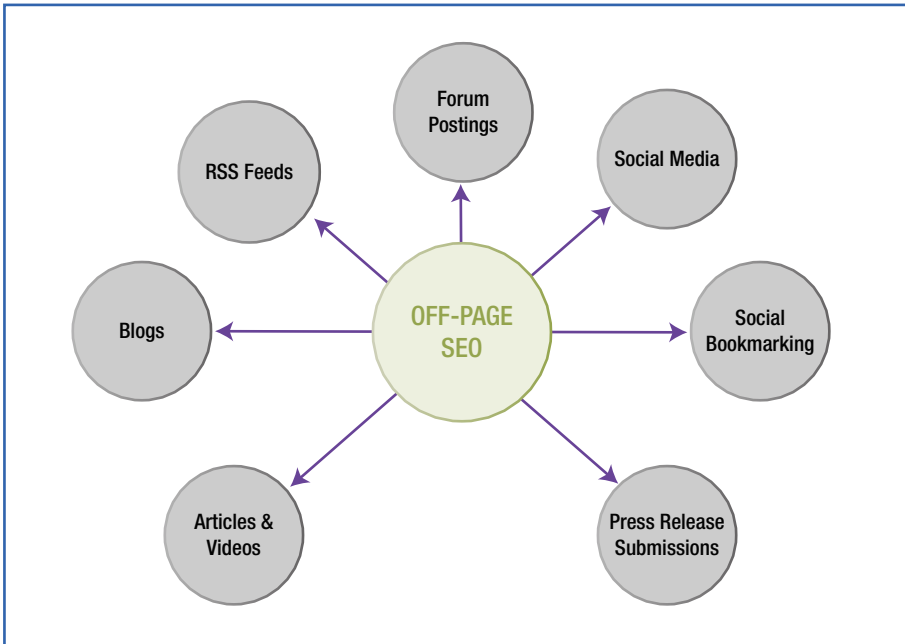 Forum
Postings
RSS Feeds
Social Media
Blogs
OFF-PAGE
SEO
Social
Bookmarking
Articles &
Videos
Press Release
Submissions